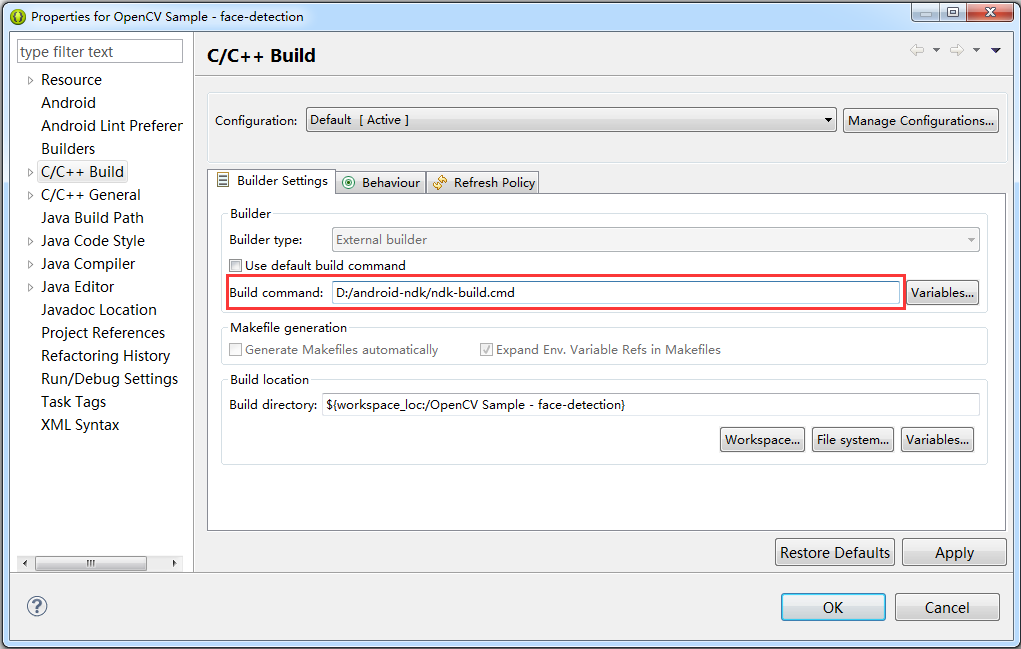 Properties for OpenCV Sample - face-detection
type filter text
Resource
Android
Android Lint Preferer
Builders
C/C++ Build
C/C++ General
Java Build Path
Java Code Style
Java Compiler
Java Editor
Javadoc Location
Project References
Refactoring History
Run/Debug Settings
Task Tags
XML Syntax
C/C++ Build
Configuration: Default [ Active ] Manage Configurations...
Builder Settings Behaviour Refresh Policy
Builder
Builder type: External builder
Use default build command
Build command: D:/android-ndk/ndk-build.cmd Variables...
Makefile generation
Generate Makefiles automatically Expand Env. Variable Refs in Makefiles
Build location
Build directory: ${workspace_loc:/OpenCV Sample - face-detection}
Workspace... File system... Variables...
Restore Defaults Apply
? OK Cancel